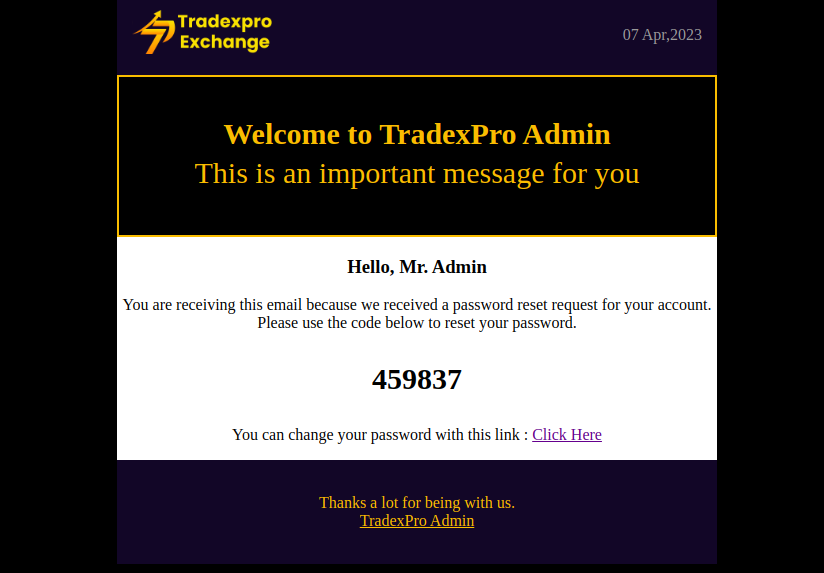 Tradexpro
Exchange
07 Apr,2023
Welcome to TradexPro Admin
This is an important message for you
Hello, Mr. Admin
You are receiving this email because we received a password reset request for your account.
Please use the code below to reset your password.
459837
You can change your password with this link : Click Here
Thanks a lot for being with us.
TradexPro Admin